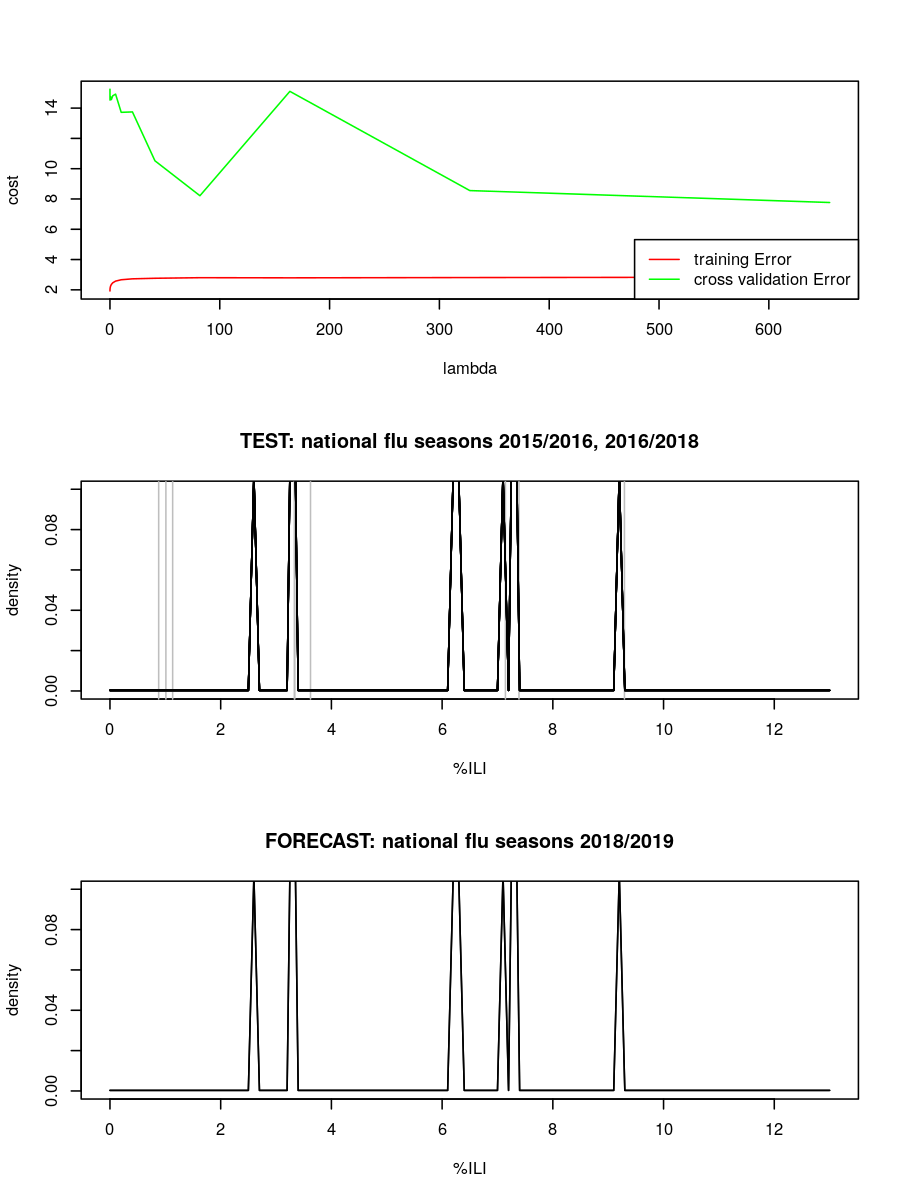 14
10
8
6
4
2
cost
training Error
cross validation Error
0 100 200 300 400 500 600
lambda
TEST: national flu seasons 2015/2016, 2016/2018
0.08
0.04
0.00
density
0 2 4 6 8 10 12
%ILI
FORECAST: national flu seasons 2018/2019
0.08
0.04
0.00
density
0 2 4 6 8 10 12
%ILI